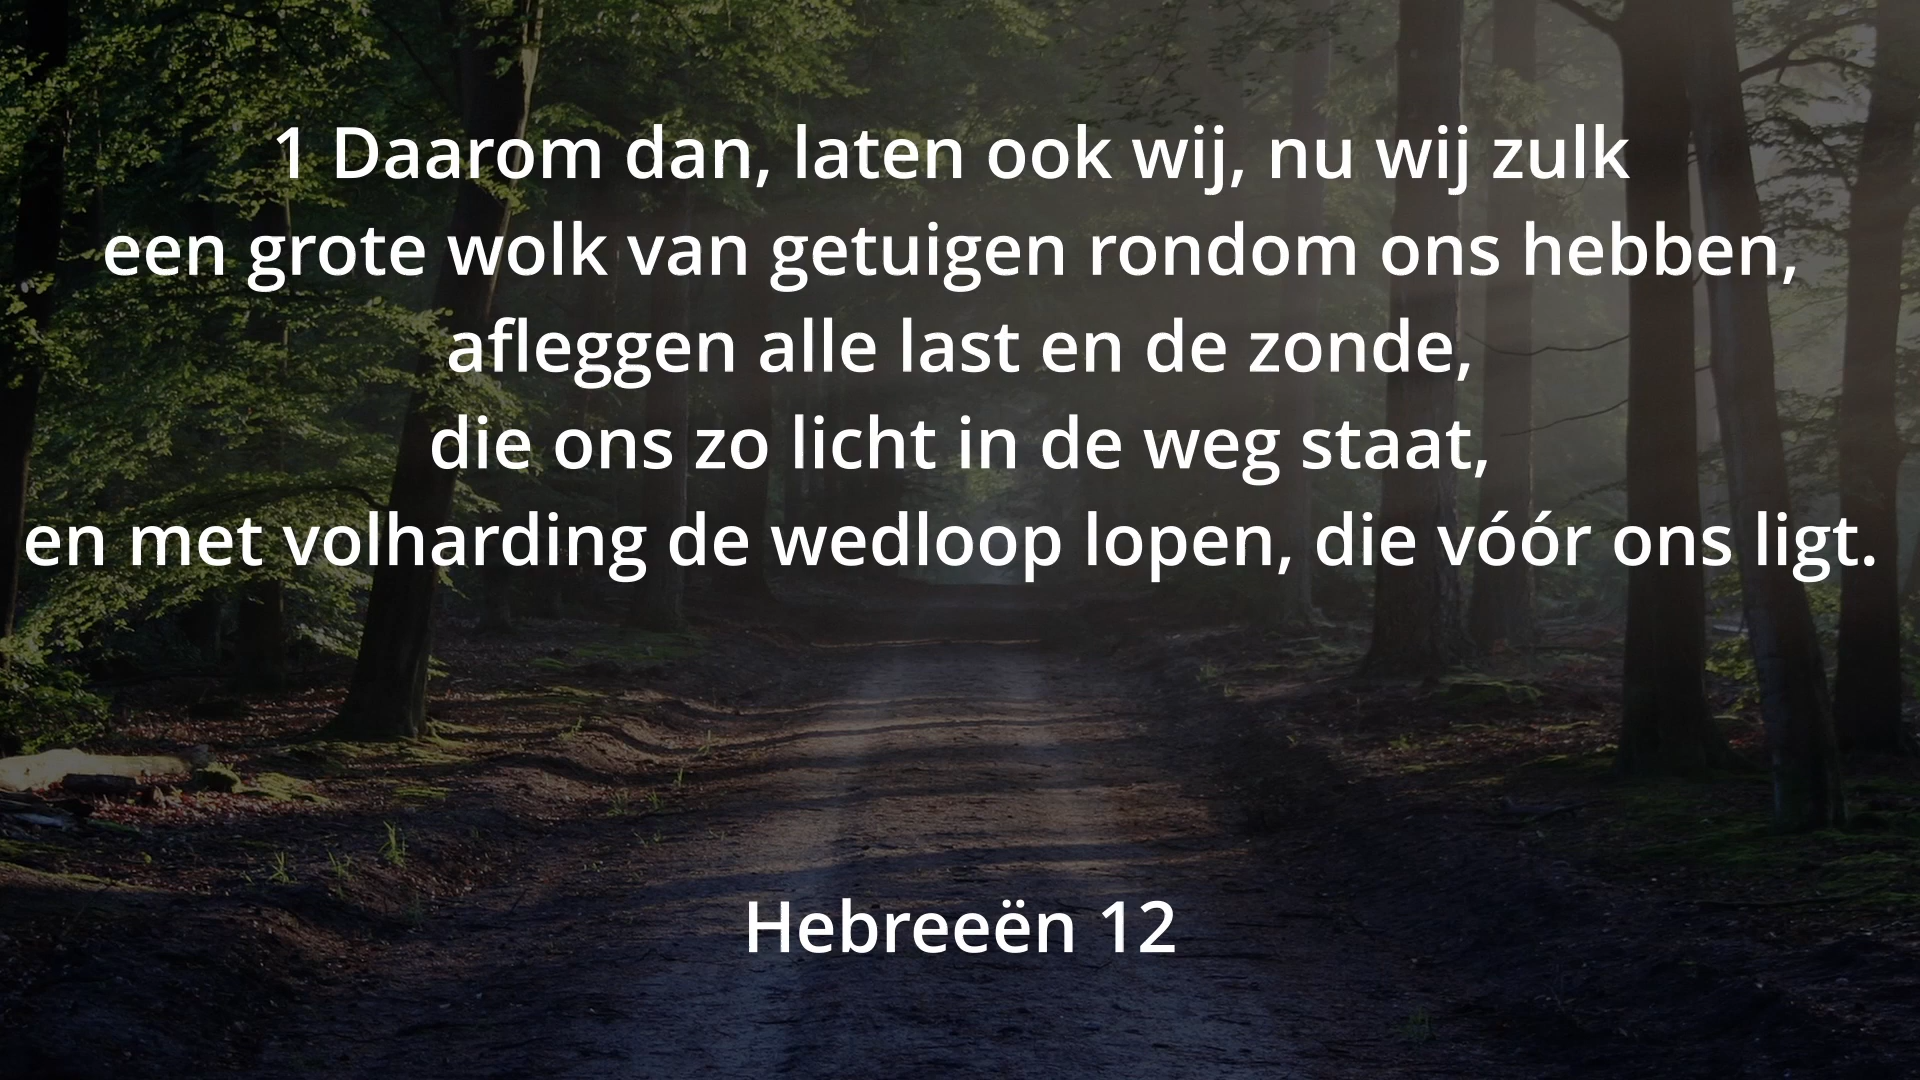 1 Daarom dan, laten ook wij, nu wij zulk
een grote wolk van getuigen rondom ons hebben,
afleggen alle last en de zonde,
die ons zo licht in de weg staat,
en met volharding de wedloop lopen, die vóór ons ligt.
Hebreeën 12